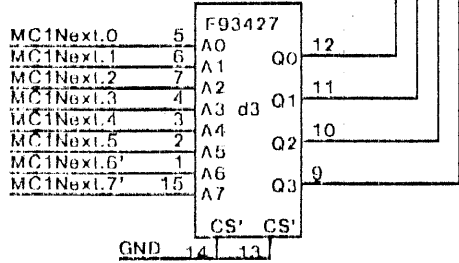 F93427
MC1Next.0 5 A0 Q0 12
MC1Next.1 6 A1
MC1Next.2 7 A2 Q1 11
MC1Next.3 4 A3 d3
MC1Next.4 3 A4 Q2 10
MC1Next.5 2 A5
MC1Next.6' 1 A6 Q3 9
MC1Next.7' 15 A7
CS' CS'
GND 14 13